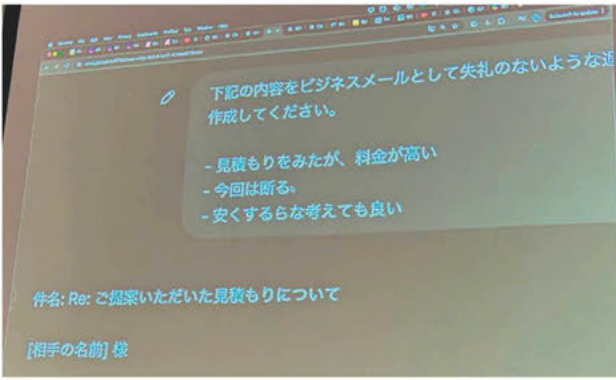 下記の内容をビジネスメールとして失礼のないような返
作成してください。
- 見積もりをみたが、料金が高い
- 今回は断る。
- 安くするらな考えても良い
件名: Re: ご提案いただいた見積もりについて
[相手の名前] 様